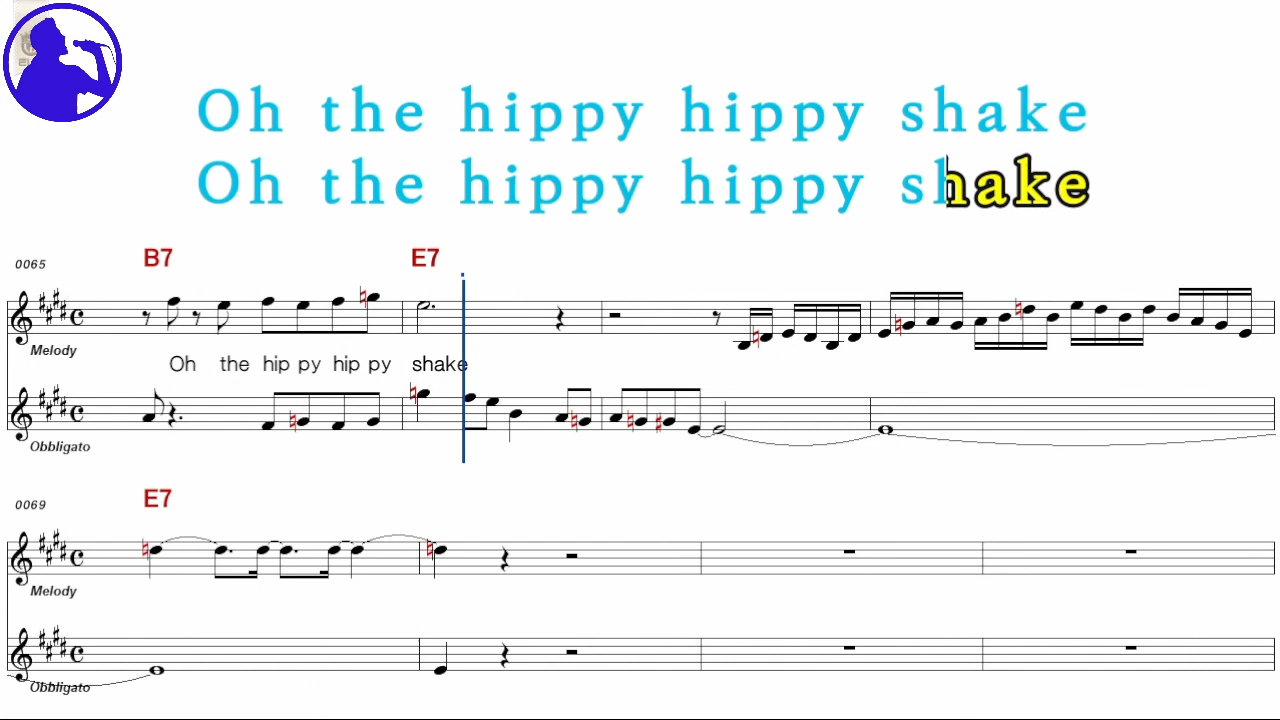 Oh the hippy hippy shake
Oh the hippy hippy shake
0065
B7 E7
Melody
Oh the hip py hip py shake
Obbligato
0069
E7
Melody
Obbligato